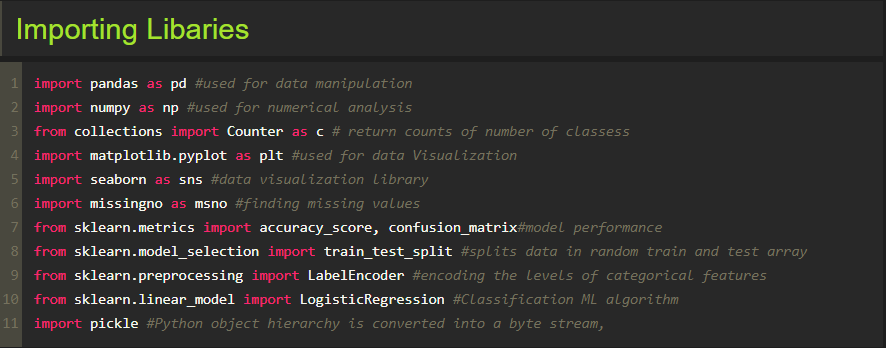 Importing Libaries
1 import pandas as pd #used for data manipulation
2 import numpy as np #used for numerical analysis
3 from collections import Counter as c # return counts of number of classess
4 import matplotlib.pyplot as plt #used for data Visualization
5 import seaborn as sns #data visualization library
6 import missingno as msno #finding missing values
7 from sklearn.metrics import accuracy_score, confusion_matrix#model performance
8 from sklearn.model_selection import train_test_split #splits data in random train and test array
9 from sklearn.preprocessing import LabelEncoder #encoding the levels of categorical features
10 from sklearn.linear_model import LogisticRegression #Classification ML algorithm
11 import pickle #Python object hierarchy is converted into a byte stream,